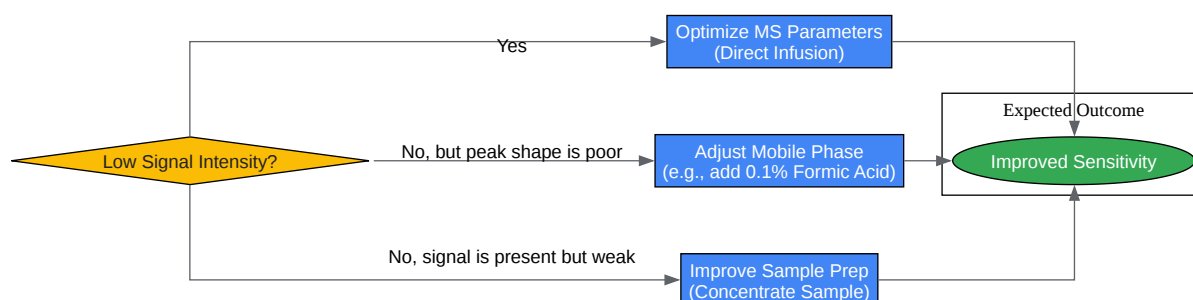 Optimize MS Parameters
(Direct Infusion)
Yes
Expected Outcome
Low Signal Intensity?
No, but peak shape is poor
Adjust Mobile Phase
(e.g., add 0.1% Formic Acid)
Improved Sensitivity
No, signal is present but weak
Improve Sample Prep
(Concentrate Sample)